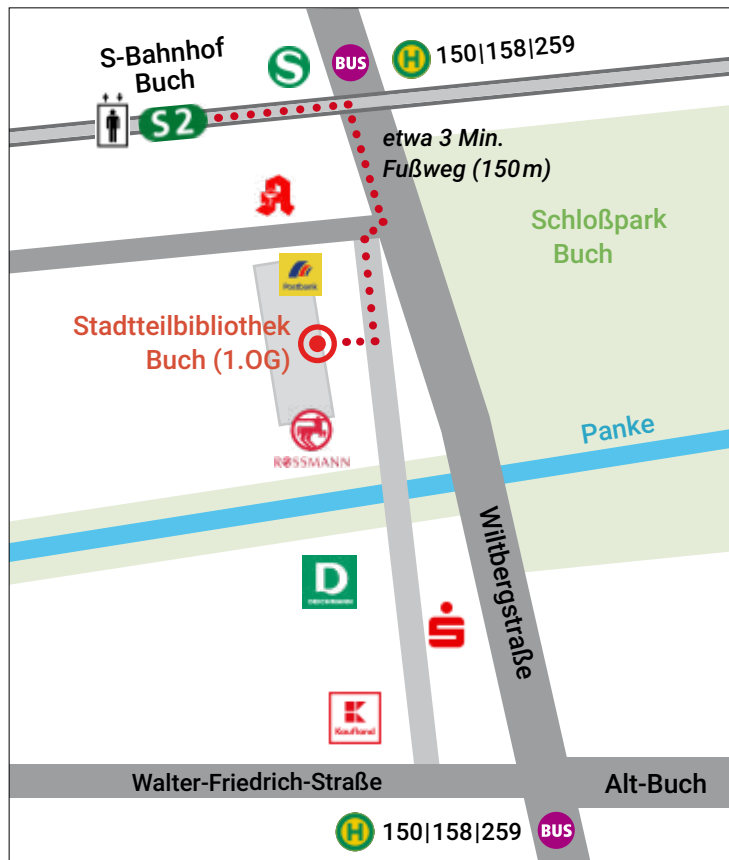 S-Bahnhof
Buch
S
BUS
H
150|158|259
S2
etwa 3 Min.
Fußweg (150m)
A
Schloßpark
Buch
Postbank
Stadtteilbibliothek
Buch (1.OG)
ROSSMANN
Panke
Wiltbergstraße
D
DEICHMANN
S
K
Kaufland
Walter-Friedrich-Straße
Alt-Buch
H
150|158|259
BUS